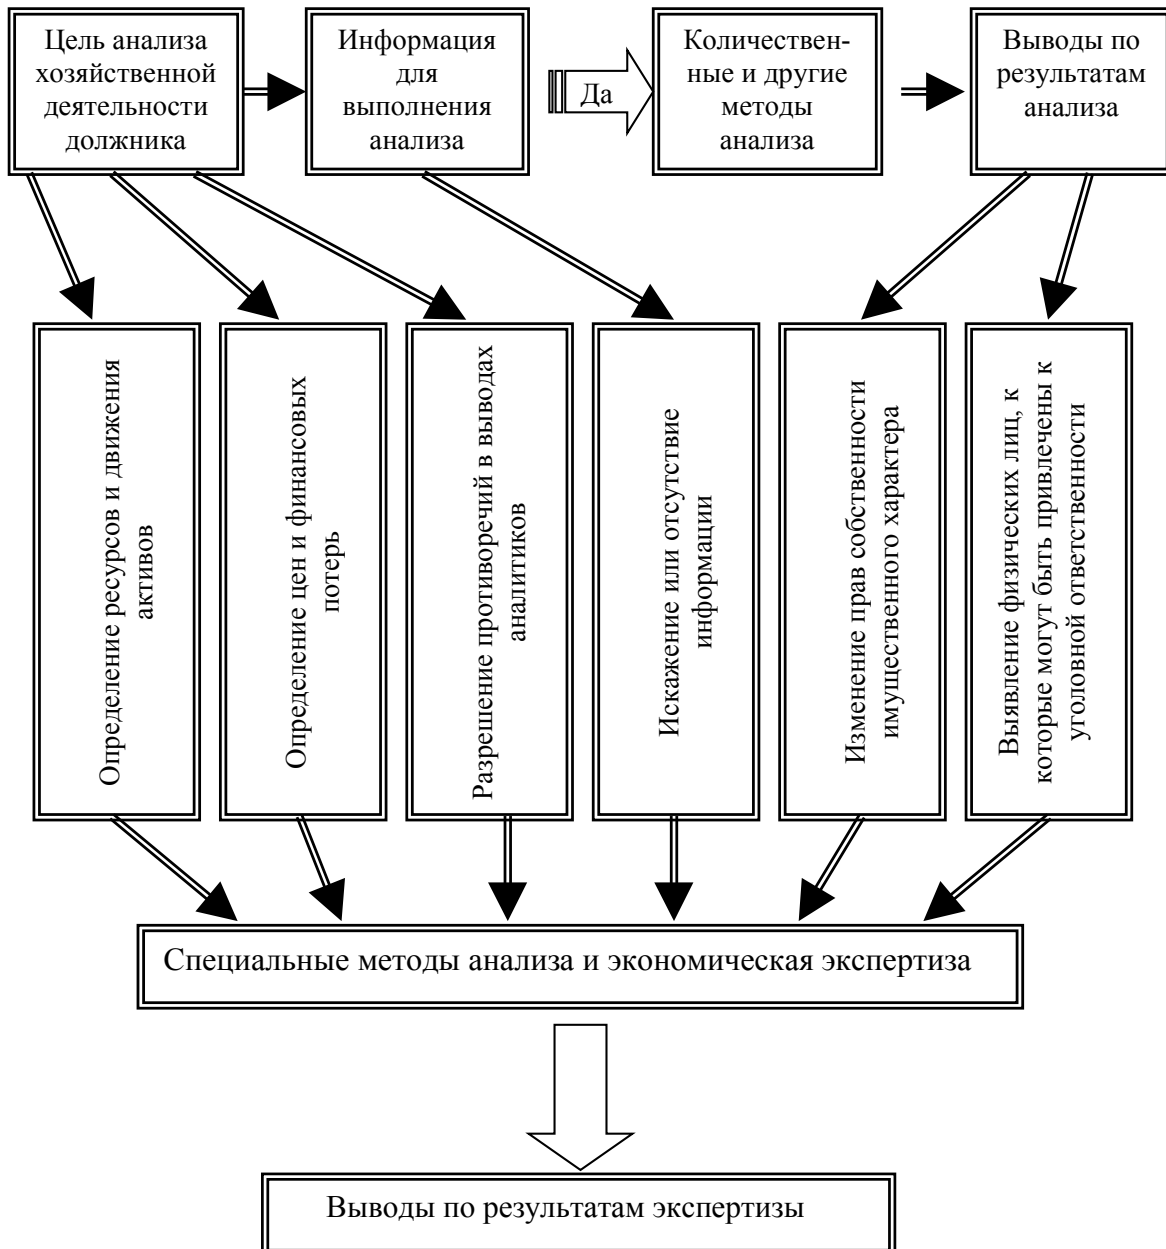 Цель анализа
хозяйственной
деятельности
должника
Информация
для
выполнения
анализа
Да
Количествен-
ные и другие
методы
анализа
Выводы по
результатам
анализа
Определение ресурсов и движения
активов
Определение цен и финансовых
потерь
Разрешение противоречий в выводах
аналитиков
Искажение или отсутствие
информации
Изменение прав собственности
имущественного характера
Выявление физических лиц, к
которые могут быть привлечены к
уголовной ответственности
Специальные методы анализа и экономическая экспертиза
Выводы по результатам экспертизы